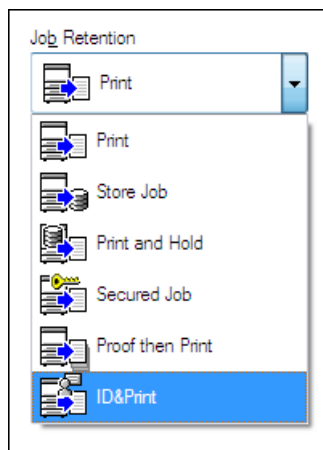 Job Retention
Print
Print
Store Job
Print and Hold
Secured Job
Proof then Print
ID&Print